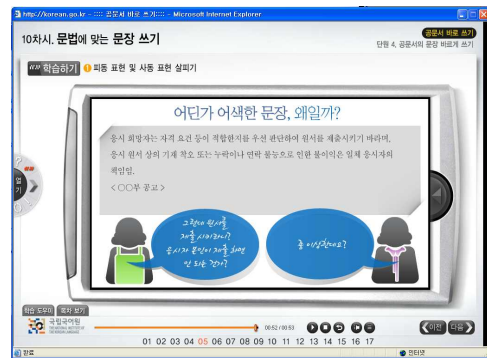 http://korean.go.kr - :::: 공문서 바로 쓰기:::: - Microsoft Internet Explorer
10차시. 문법에 맞는 문장 쓰기
공문서 바로 쓰기
단원 4. 공문서의 문장 바르게 쓰기
학습하기 1 피동 표현 및 사동 표현 살피기
어딘가 어색한 문장, 왜일까?
응시 희망자는 자격 요건 등이 적합한지를 우선 판단하여 원서를 제출시키기 바라며,
응시 원서 상의 기재 착오 또는 누락이나 연락 불능으로 인한 불이익은 일체 응시자의
책임임.
< ○○부 공고 >
그런데 원서를
제출 시키라니?
응시자 본인이 제출 하면
안 되는 건가?
좀 이상한데요?
열
기
학습 도우미 목차 보기
국립국어원
00:52 / 00:53
이전 다음
01 02 03 04 05 06 07 08 09 10 11 12 13 14 15 16 17
완료
인터넷